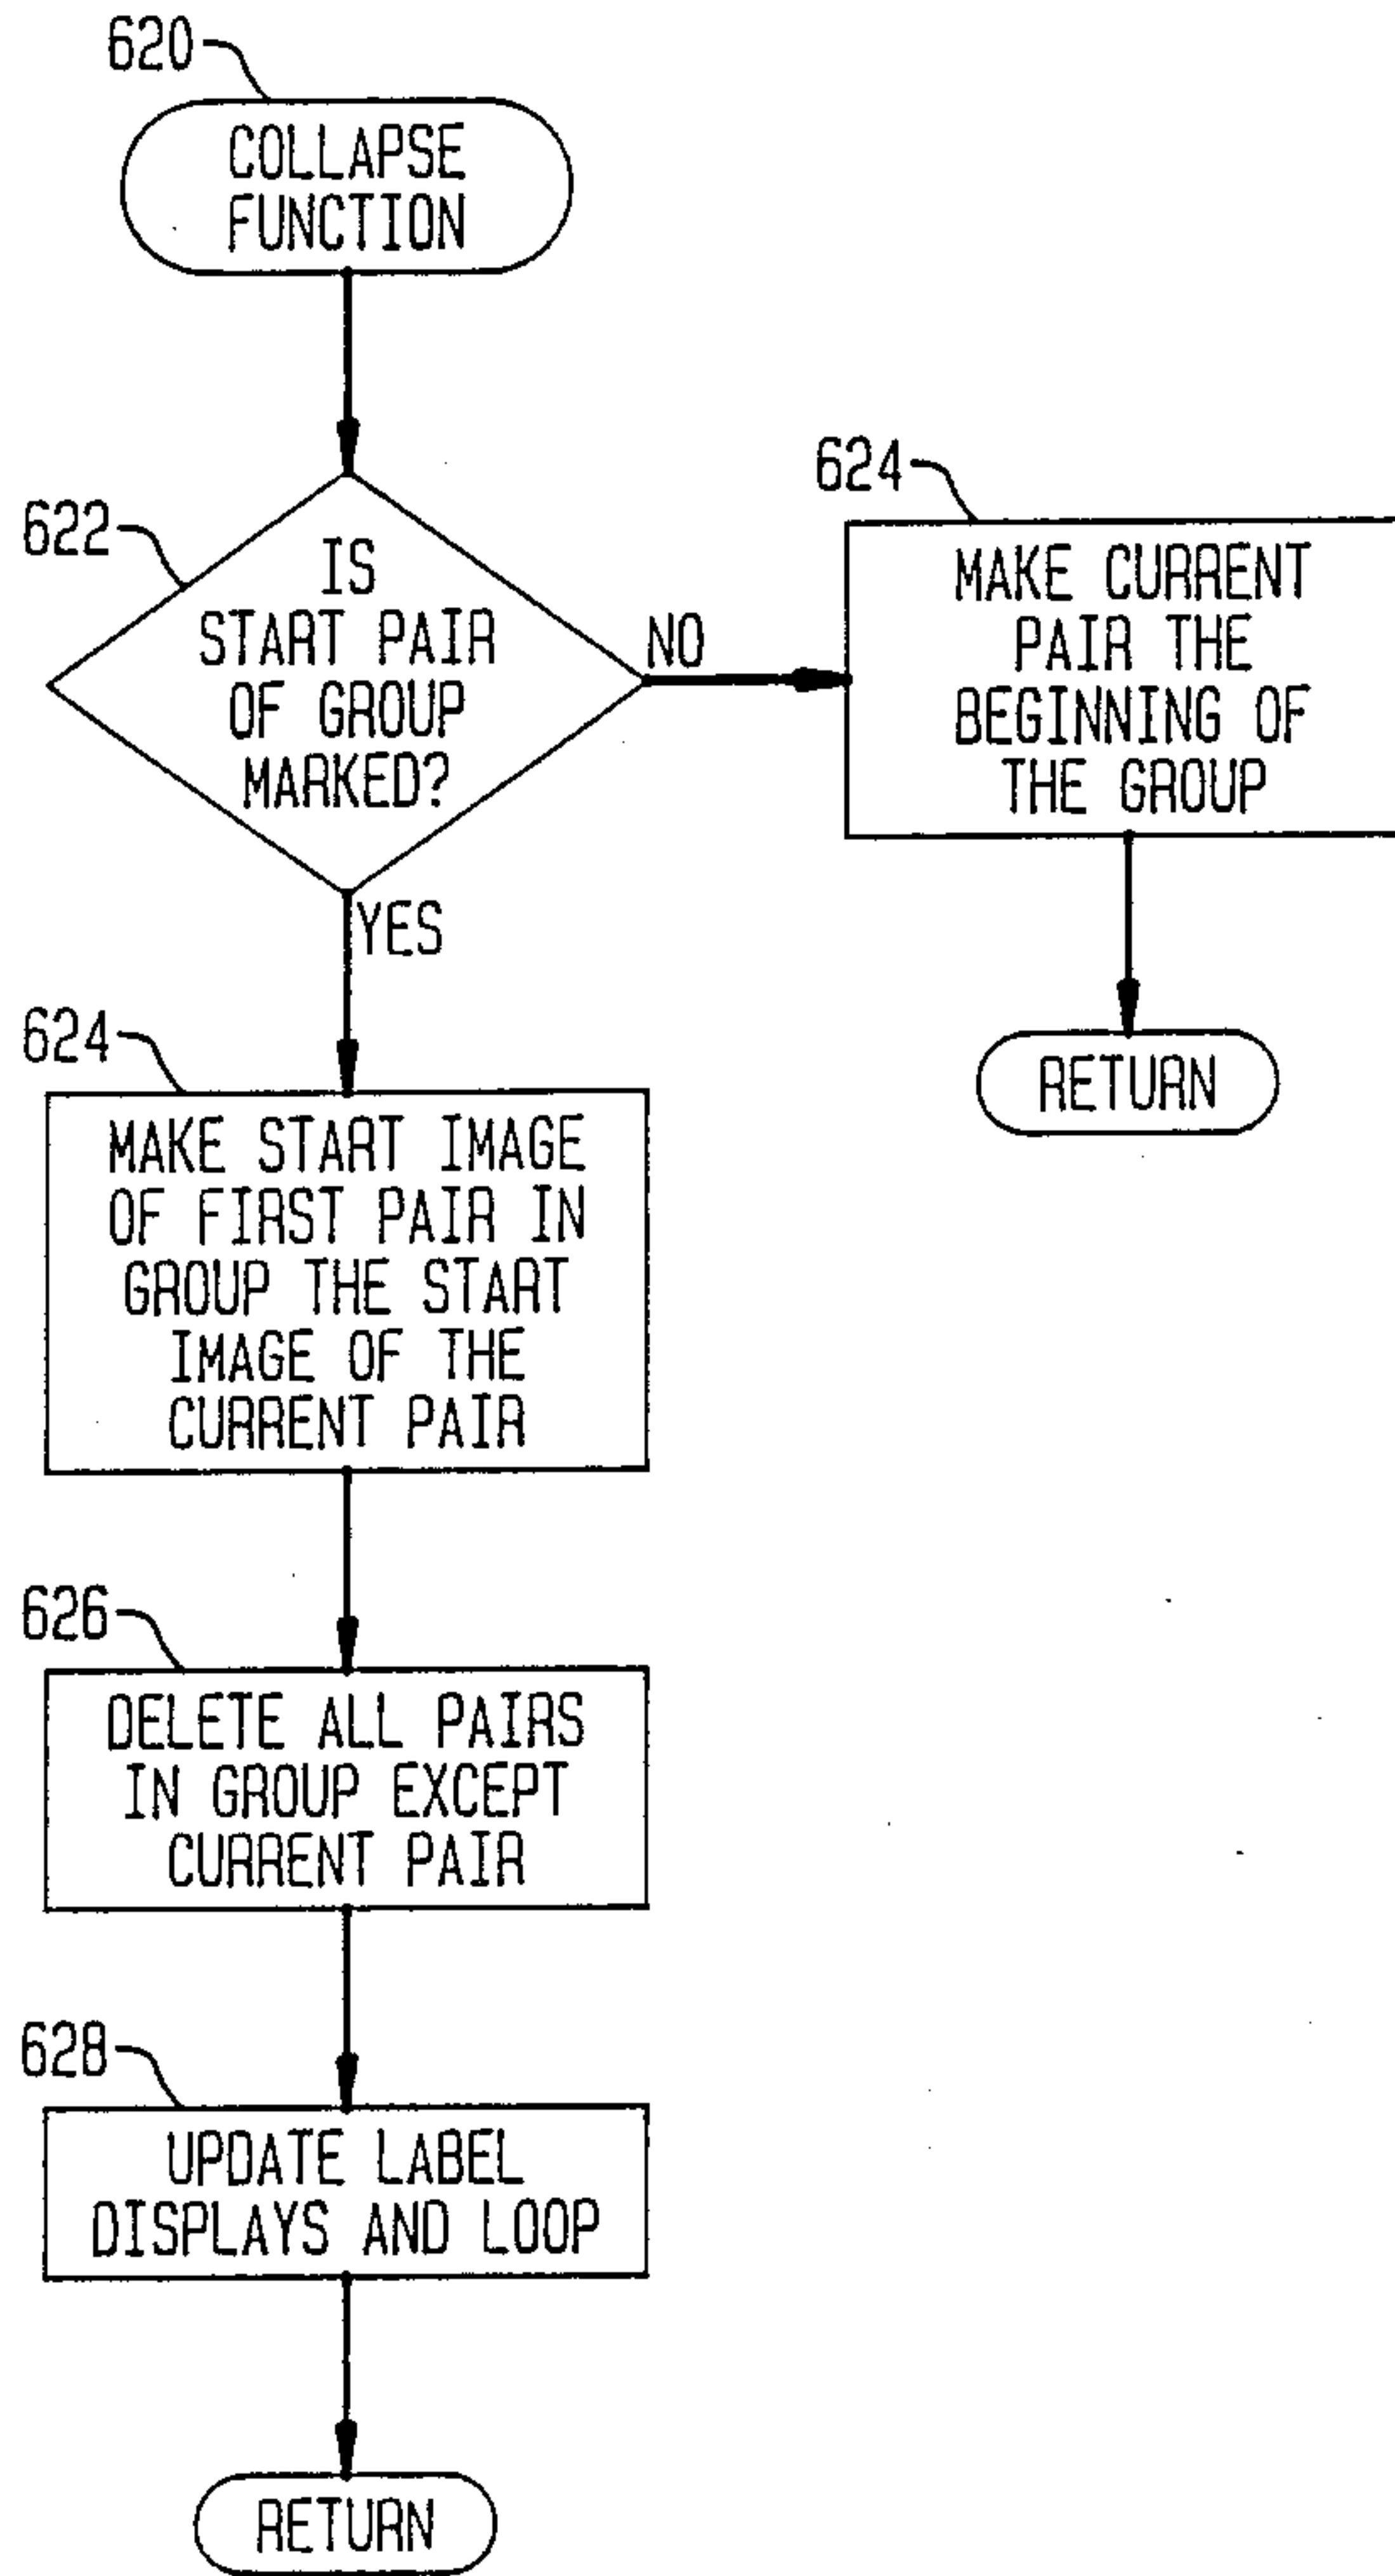 620
COLLAPSE
FUNCTION
622
IS
START PAIR
OF GROUP
MARKED?
NO
624
MAKE CURRENT
PAIR THE
BEGINNING OF
THE GROUP
RETURN
YES
624
MAKE START IMAGE
OF FIRST PAIR IN
GROUP THE START
IMAGE OF THE
CURRENT PAIR
626
DELETE ALL PAIRS
IN GROUP EXCEPT
CURRENT PAIR
628
UPDATE LABEL
DISPLAYS AND LOOP
RETURN